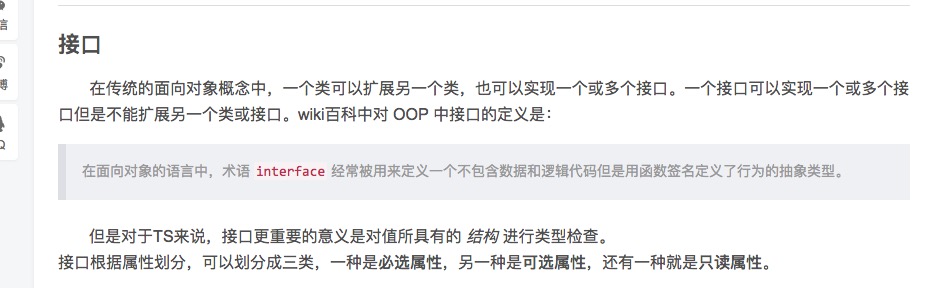 信
博
Q
接口
在传统的面向对象概念中，一个类可以扩展另一个类，也可以实现一个或多个接口。一个接口可以实现一个或多个接
口但是不能扩展另一个类或接口。wiki百科中对 OOP 中接口的定义是：
在面向对象的语言中，术语 interface 经常被用来定义一个不包含数据和逻辑代码但是用函数签名定义了行为的抽象类型。
但是对于TS来说，接口更重要的意义是对值所具有的 结构 进行类型检查。
接口根据属性划分，可以划分成三类，一种是必选属性，另一种是可选属性，还有一种就是只读属性。